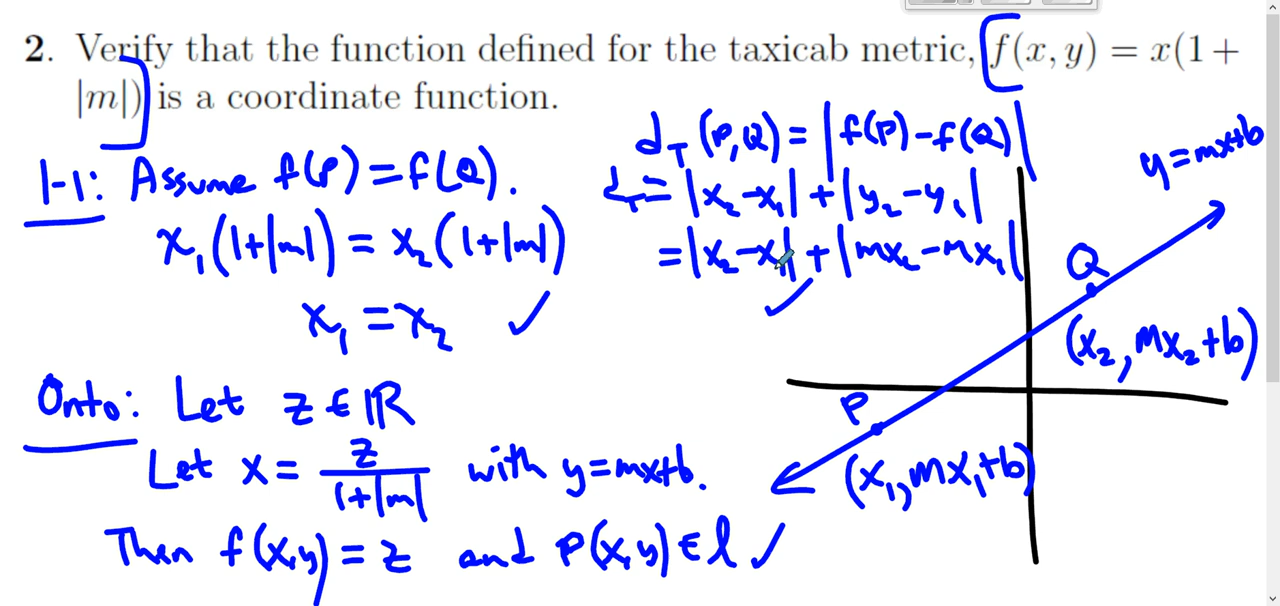 2. Verify that the function defined for the taxicab metric, [f(x, y) = x(1+
|m|)] is a coordinate function.
1-1: Assume f(P)=f(Q).
x₁(1+|m|) = x₂(1+|m|)
x₁ = x₂ ✓
Onto: Let z ∈ ℝ
Let x = z/(1+|m|) with y=mx+b.
Then f(x,y) = z and P(x,y) ∈ l ✓
d_T(P,Q) = |f(P)-f(Q)|
d_T = |x₂-x₁| + |y₂-y₁|
= |x₂-x₁| + |mx₂-mx₁|
✓
y=mx+b
Q
(x₂, mx₂+b)
P
(x₁, mx₁+b)